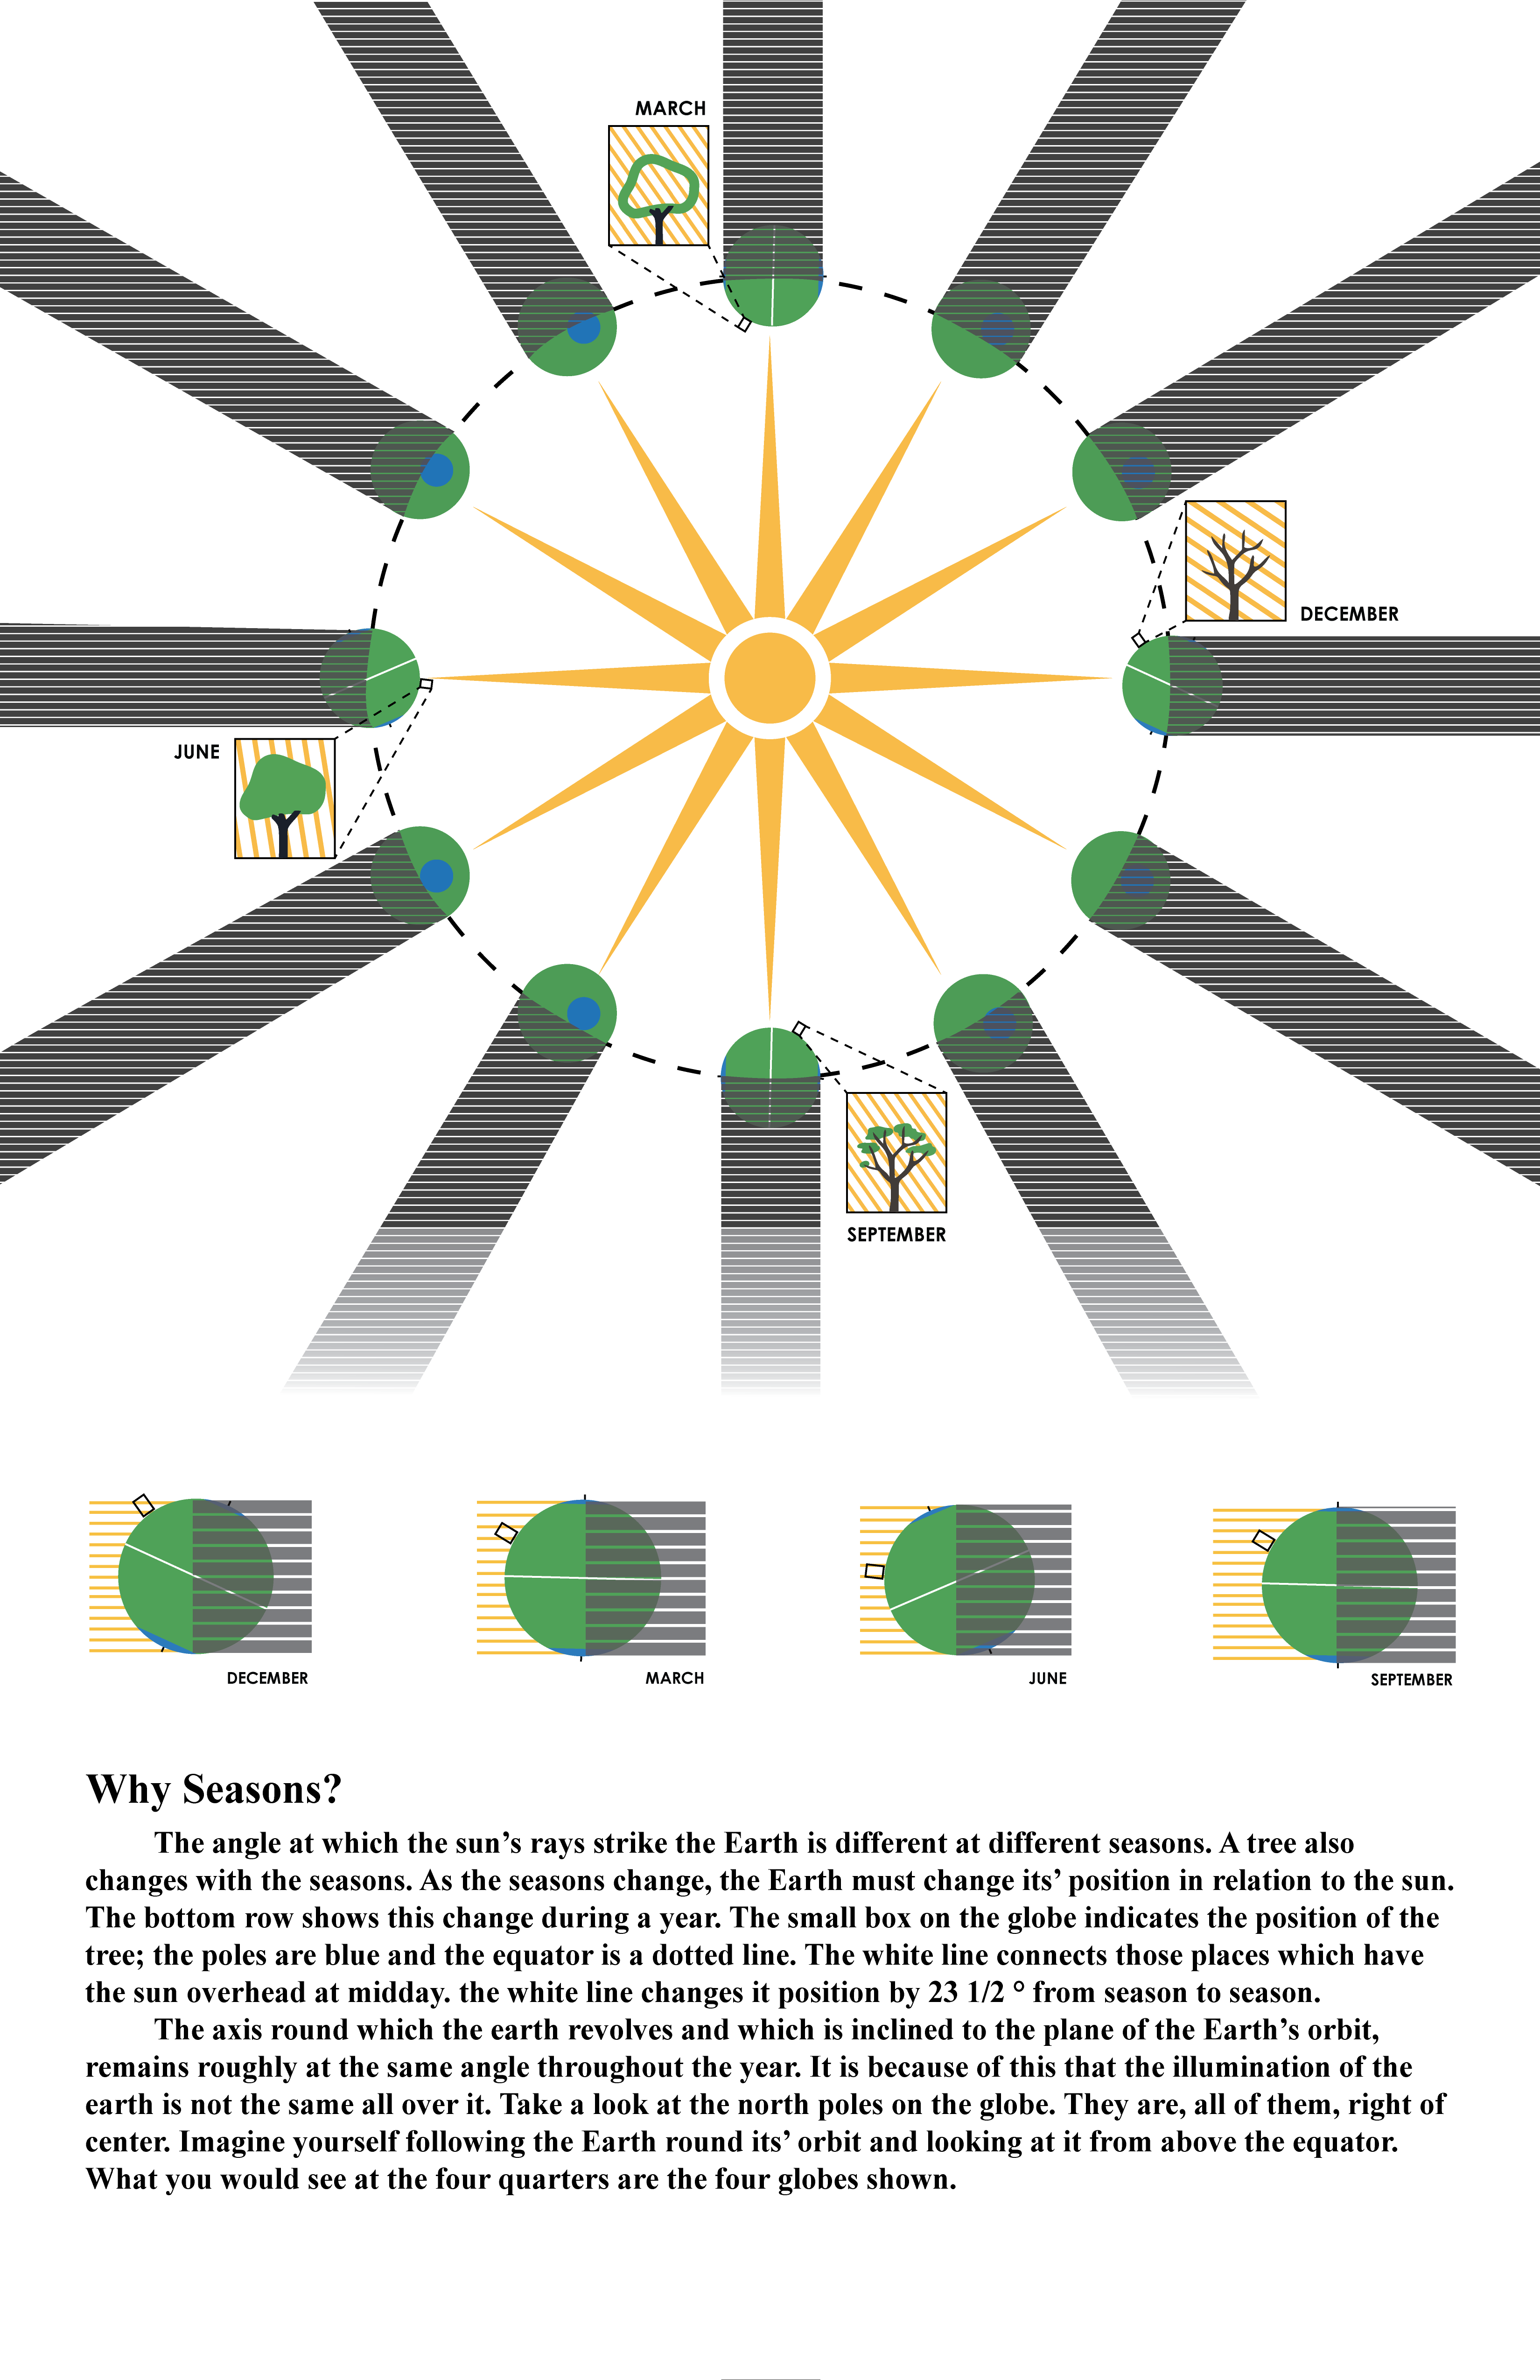 MARCH
DECEMBER
JUNE
SEPTEMBER
DECEMBER
MARCH
JUNE
SEPTEMBER
Why Seasons?
The angle at which the sun’s rays strike the Earth is different at different seasons. A tree also
changes with the seasons. As the seasons change, the Earth must change its’ position in relation to the sun.
The bottom row shows this change during a year. The small box on the globe indicates the position of the
tree; the poles are blue and the equator is a dotted line. The white line connects those places which have
the sun overhead at midday. the white line changes it position by 23 1/2 ° from season to season.
The axis round which the earth revolves and which is inclined to the plane of the Earth’s orbit,
remains roughly at the same angle throughout the year. It is because of this that the illumination of the
earth is not the same all over it. Take a look at the north poles on the globe. They are, all of them, right of
center. Imagine yourself following the Earth round its’ orbit and looking at it from above the equator.
What you would see at the four quarters are the four globes shown.